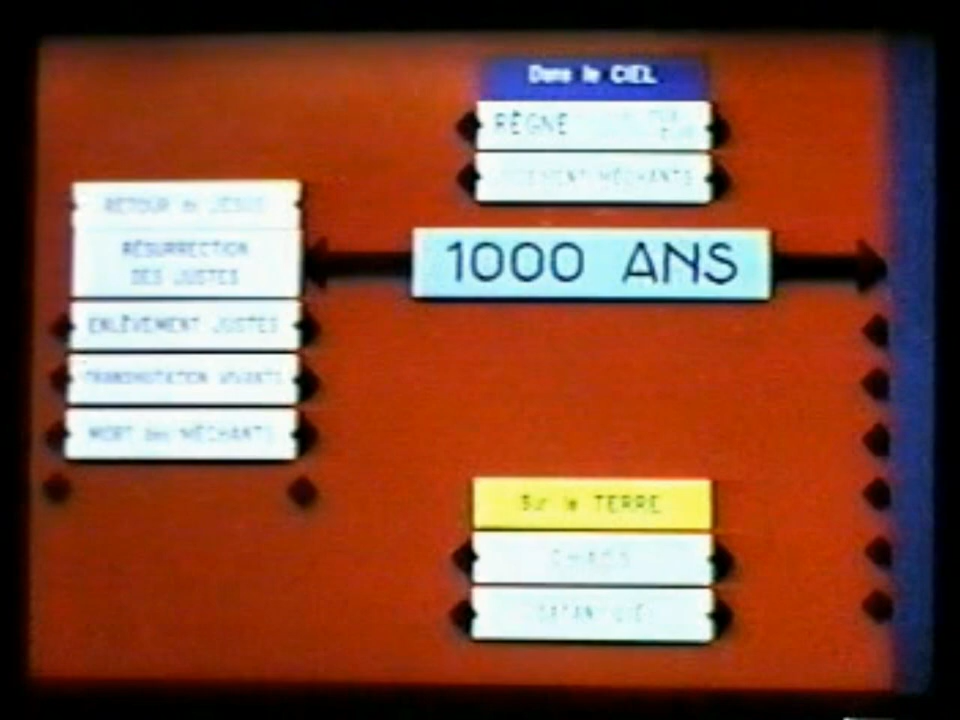 Dans le CIEL
RÈGNE
JUGEMENT MÉCHANTS
RETOUR de JÉSUS
RÉSURRECTION
DES JUSTES
1000 ANS
ENLÈVEMENT JUSTES
TRANSMUTATION VIVANTS
MORT des MÉCHANTS
Sur la TERRE
CHAOS
SATAN LIÉ